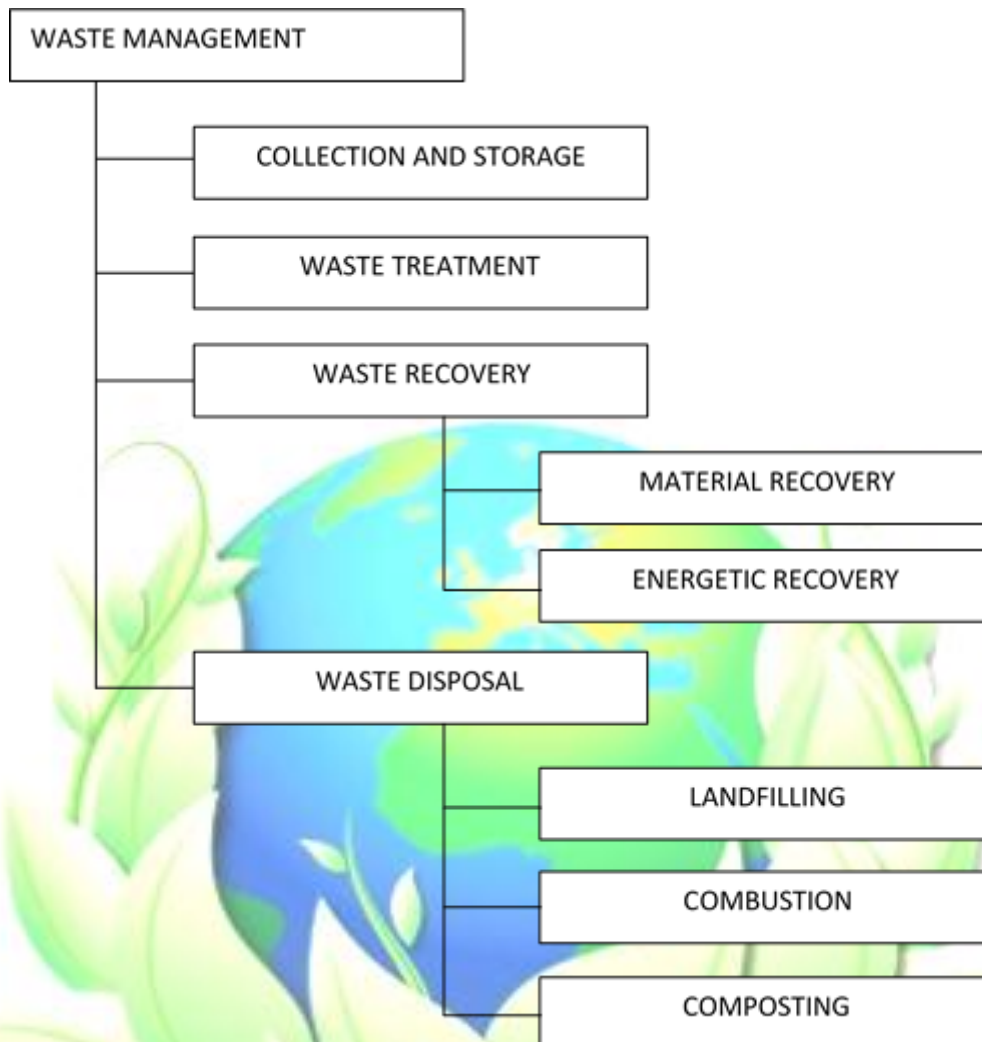 WASTE MANAGEMENT
COLLECTION AND STORAGE
WASTE TREATMENT
WASTE RECOVERY
MATERIAL RECOVERY
ENERGETIC RECOVERY
WASTE DISPOSAL
LANDFILLING
COMBUSTION
COMPOSTING